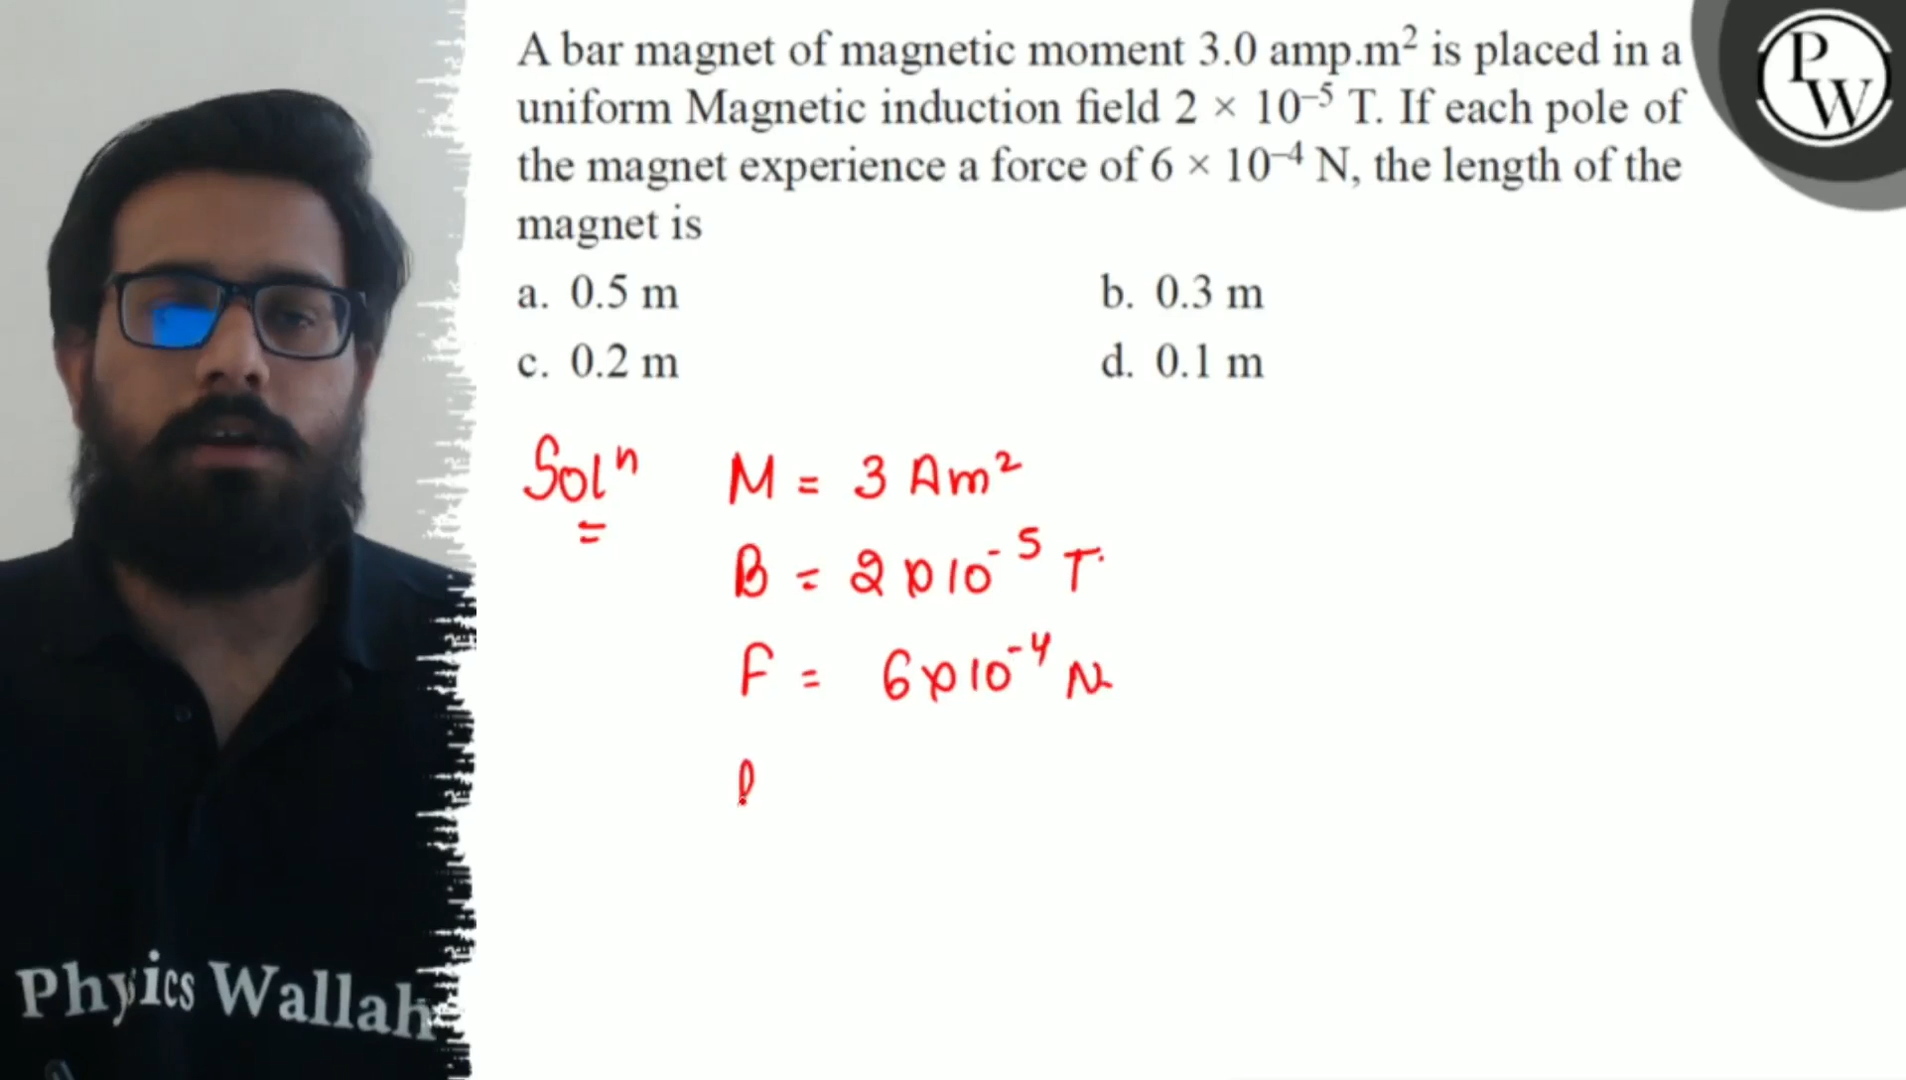 A bar magnet of magnetic moment 3.0 amp.m² is placed in a
uniform Magnetic induction field 2 × 10⁻⁵ T. If each pole of
the magnet experience a force of 6 × 10⁻⁴ N, the length of the
magnet is
a. 0.5 m
b. 0.3 m
c. 0.2 m
d. 0.1 m
Solⁿ M = 3 Am²
B = 2×10⁻⁵ T.
F = 6×10⁻⁴ N
l
PW
Physics Wallah